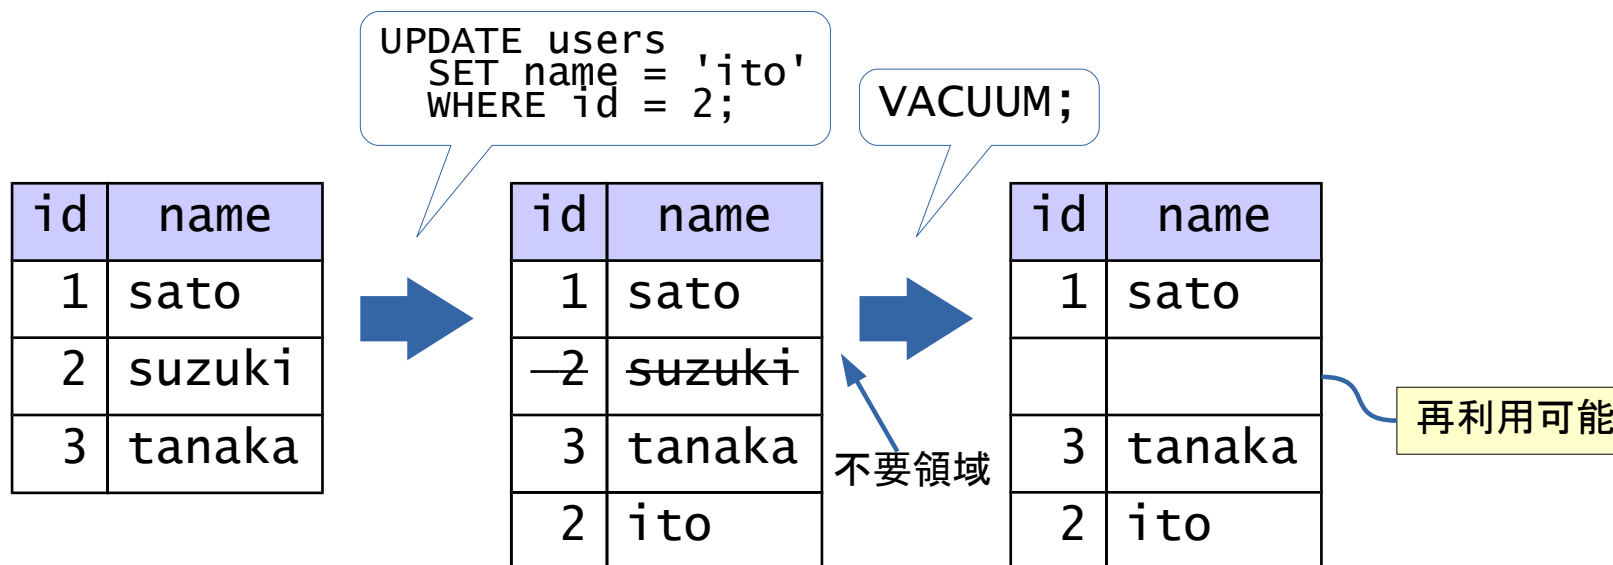 UPDATE users
SET name = 'ito'
WHERE id = 2;
VACUUM;
id name
1 sato
2 suzuki
3 tanaka
id name
1 sato
2 suzuki
3 tanaka
2 ito
不要領域
id name
1 sato
3 tanaka
2 ito
再利用可能